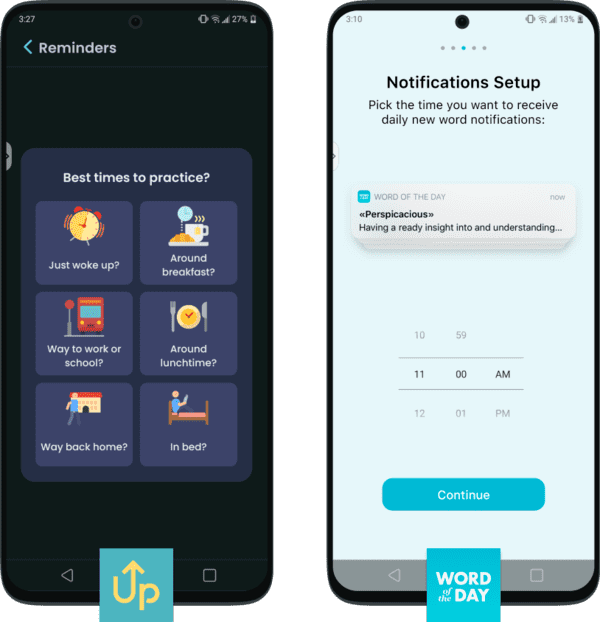 3:27
27%
Reminders
Best times to practice?
Just woke up?
Around
breakfast?
Way to work or
school?
Around
lunchtime?
Way back home?
In bed?
Up
3:10
13%
Notifications Setup
Pick the time you want to receive
daily new word notifications:
WORD OF THE DAY
now
«Perspicacious»
Having a ready insight into and understanding...
10 59
11 00 AM
12 01 PM
Continue
WORD
of the DAY